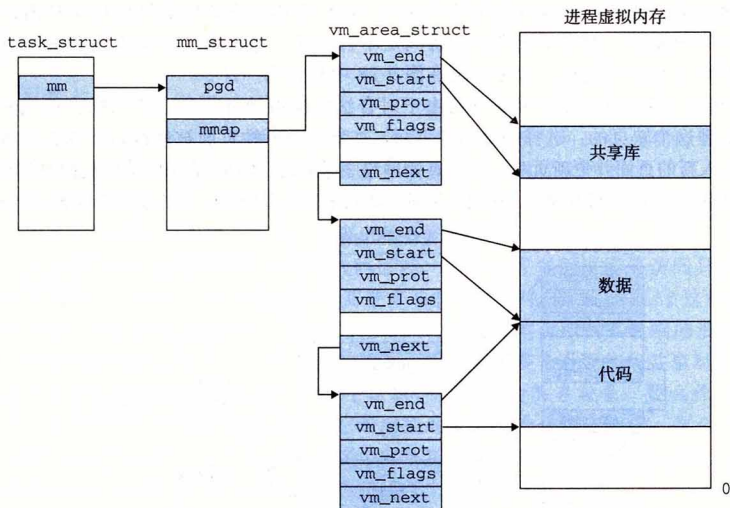 task_struct
mm
mm_struct
pgd
mmap
vm_area_struct
vm_end
vm_start
vm_prot
vm_flags
vm_next
vm_end
vm_start
vm_prot
vm_flags
vm_next
vm_end
vm_start
vm_prot
vm_flags
vm_next
进程虚拟内存
共享库
数据
代码
0